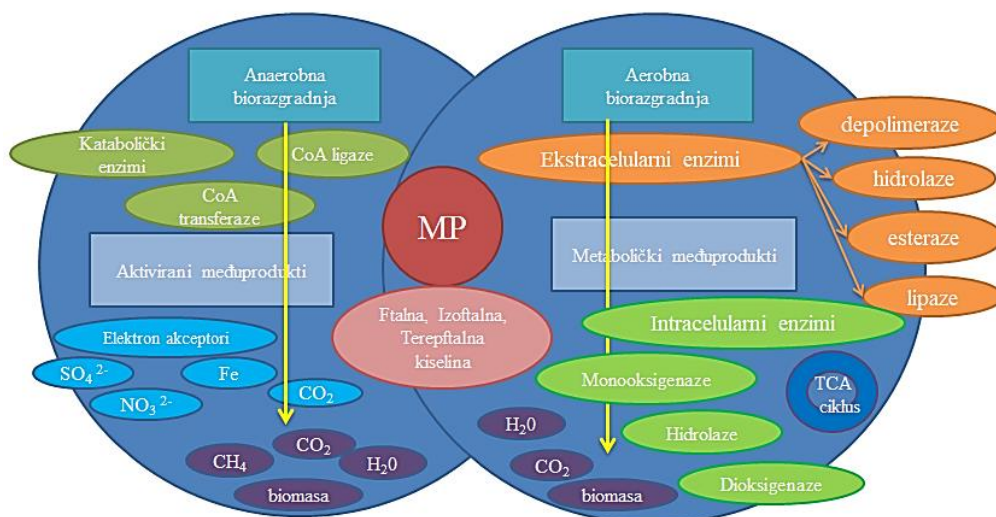 Anaerobna
biorazgradnja
Katabolički
enzimi
CoA ligaze
CoA
transferaze
Aktivirani međuprodukti
Elektron akceptori
SO₄ ²⁻
Fe
NO₃ ²⁻
CO₂
CO₂
CH₄
H₂0
biomasa
MP
Ftalna, Izoftalna,
Tereptfalna
kiselina
Aerobna
biorazgradnja
Ekstracelularni enzimi
depolimeraze
hidrolaze
esteraze
lipaze
Metabolički međuprodukti
Intracelularni enzimi
Monooksigenaze
TCA
ciklus
Hidrolaze
Dioksigenaze
H₂0
CO₂
biomasa